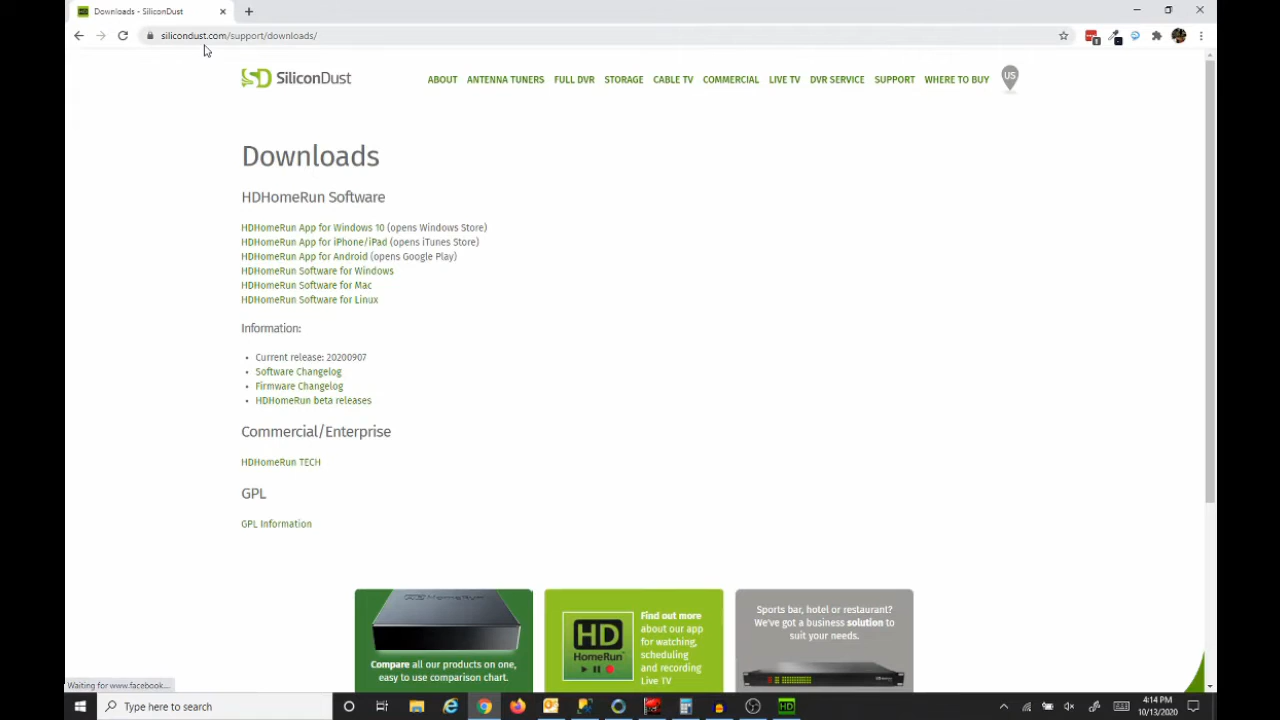 Downloads - SiliconDust
silicondust.com/support/downloads/
SD SiliconDust
ABOUT ANTENNA TUNERS FULL DVR STORAGE CABLE TV COMMERCIAL LIVE TV DVR SERVICE SUPPORT WHERE TO BUY US
Downloads
HDHomeRun Software
HDHomeRun App for Windows 10 (opens Windows Store)
HDHomeRun App for iPhone/iPad (opens iTunes Store)
HDHomeRun App for Android (opens Google Play)
HDHomeRun Software for Windows
HDHomeRun Software for Mac
HDHomeRun Software for Linux
Information:
• Current release: 20200907
• Software Changelog
• Firmware Changelog
• HDHomeRun beta releases
Commercial/Enterprise
HDHomeRun TECH
GPL
GPL Information
Compare all our products on one,
easy to use comparison chart.
HD
HomeRun
Find out more
about our app
for watching,
scheduling
and recording
Live TV
Sports bar, hotel or restaurant?
We've got a business solution to
suit your needs.
Waiting for www.facebook...
Type here to search
HD
4:14 PM
10/13/2020